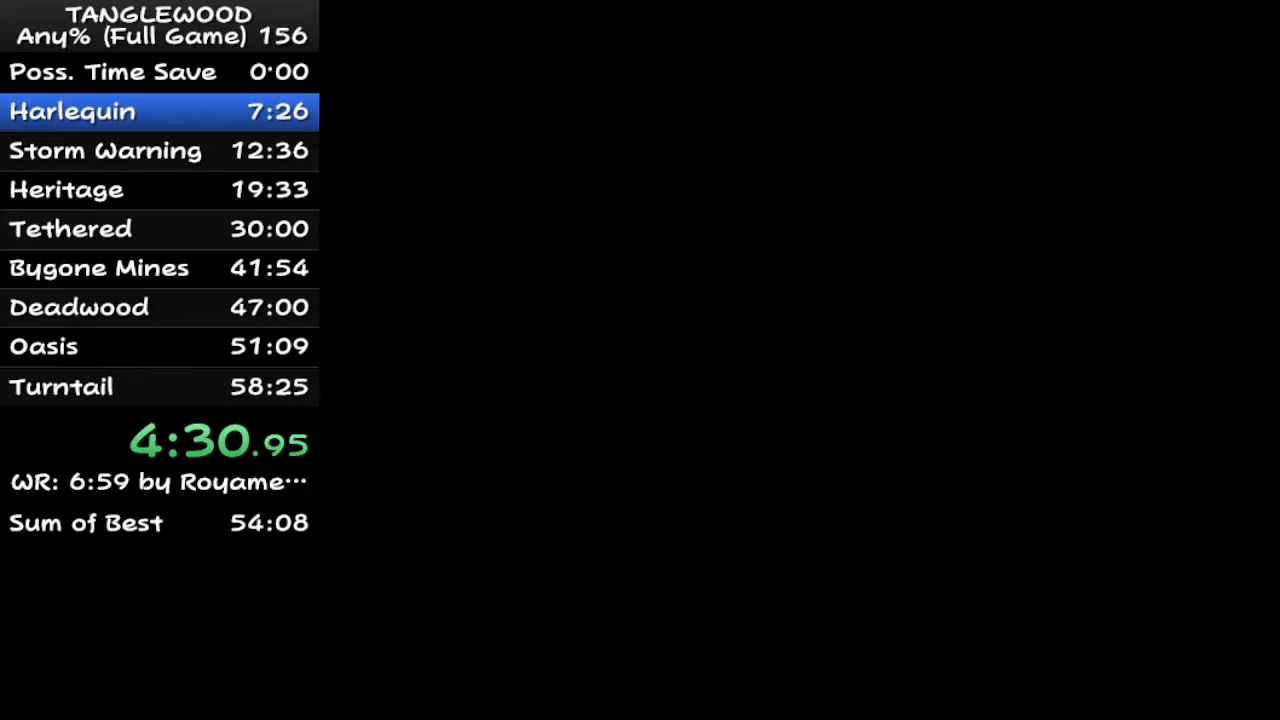 TANGLEWOOD
Any% (Full Game) 156
Poss. Time Save 0:00
Harlequin 7:26
Storm Warning 12:36
Heritage 19:33
Tethered 30:00
Bygone Mines 41:54
Deadwood 47:00
Oasis 51:09
Turntail 58:25
4:30.95
WR: 6:59 by Royame…
Sum of Best 54:08